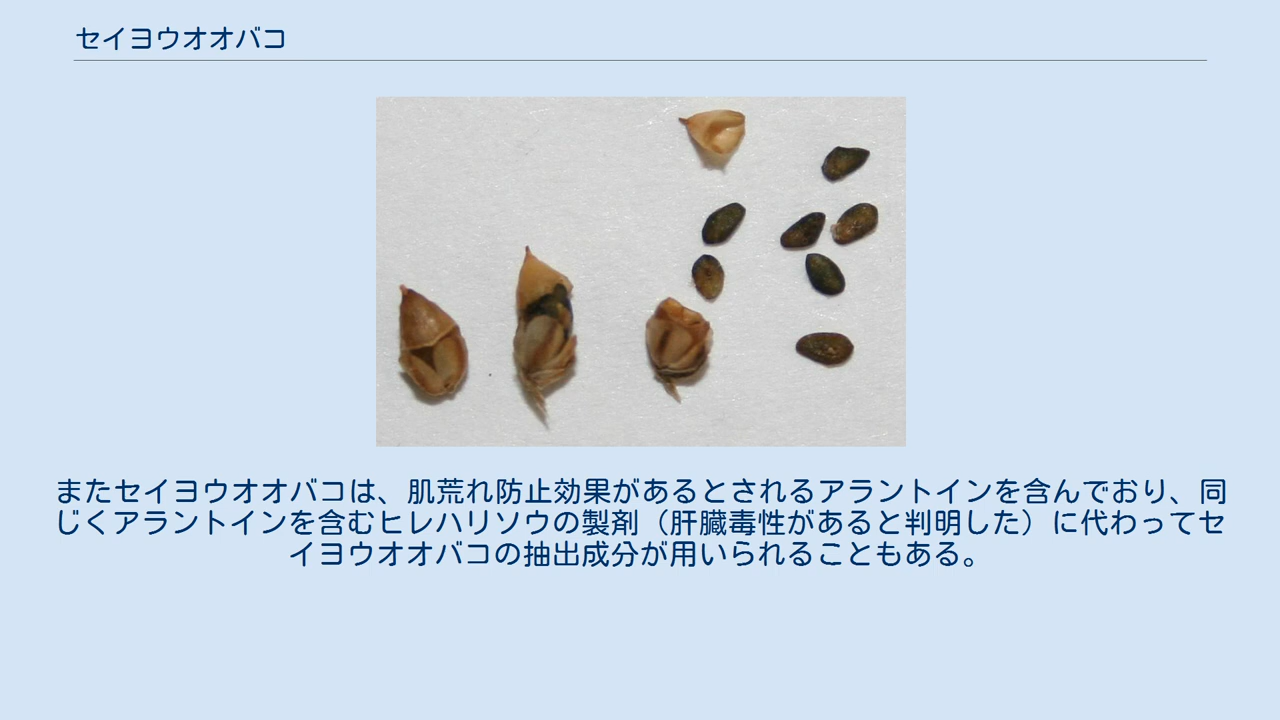 セイヨウオオバコ
またセイヨウオオバコは、肌荒れ防止効果があるとされるアラントインを含んでおり、同
じくアラントインを含むヒレハリソウの製剤（肝臓毒性があると判明した）に代わってセ
イヨウオオバコの抽出成分が用いられることもある。